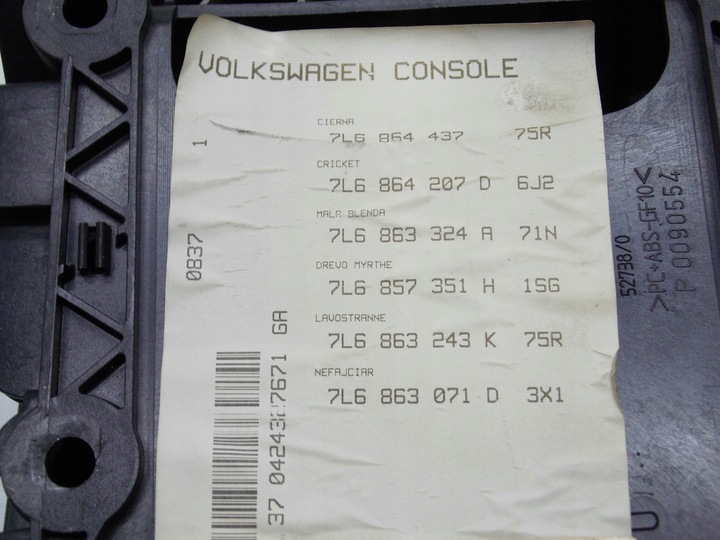 VOLKSWAGEN CONSOLE
CIERNA
7L6 864 437 75R
CRICKET
7L6 864 207 D 6J2
MALA BLENDA
7L6 863 324 A 71N
DREVO MYRTHE
7L6 857 351 H 1SG
LAVOSTRANNE
7L6 863 243 K 75R
NEFAJCIAR
7L6 863 071 D 3X1
1
0837
GA
52738/0
>PC+ABS-GF10<
P 0090554